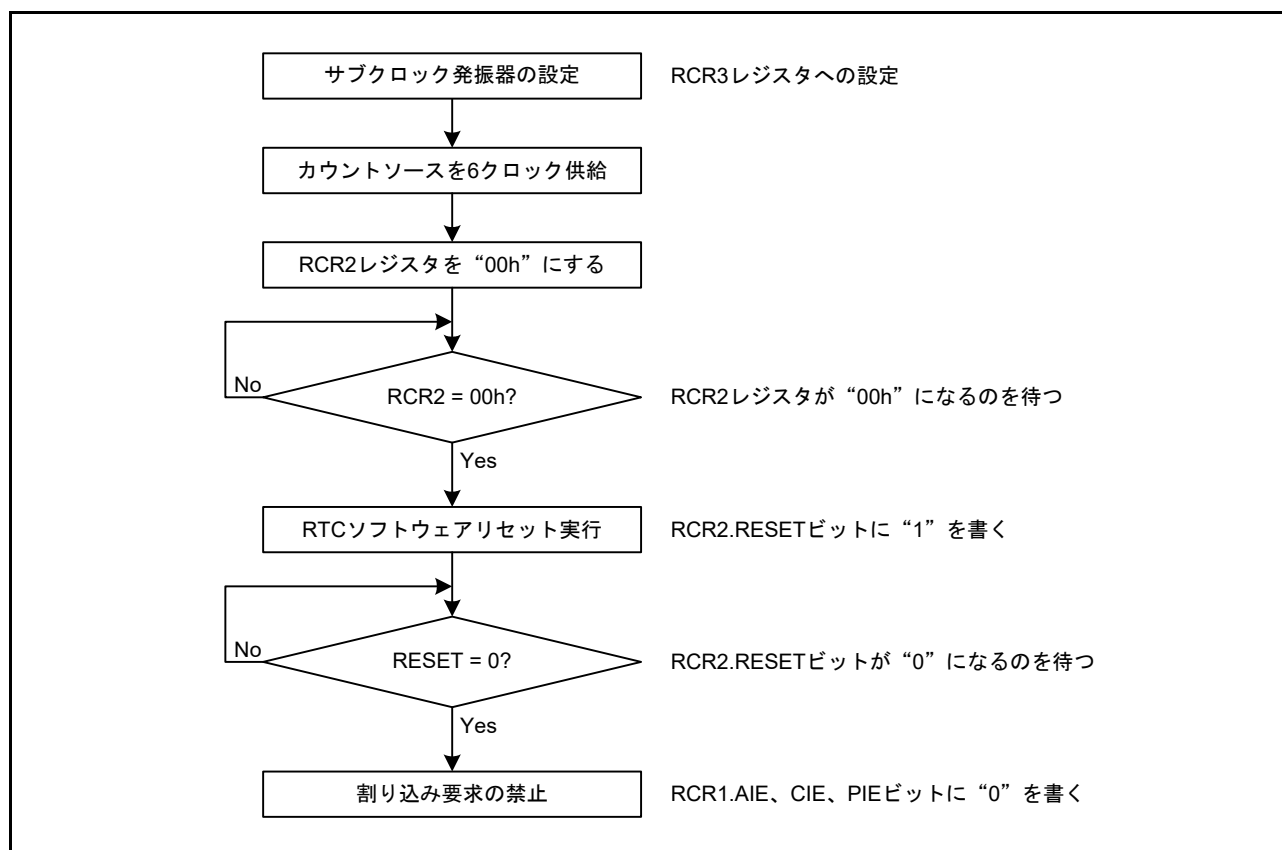 サブクロック発振器の設定 RCR3レジスタへの設定
カウントソースを6クロック供給
RCR2レジスタを“00h”にする
No RCR2 = 00h? RCR2レジスタが“00h”になるのを待つ
Yes
RTCソフトウェアリセット実行 RCR2.RESETビットに“1”を書く
No RESET = 0? RCR2.RESETビットが“0”になるのを待つ
Yes
割り込み要求の禁止 RCR1.AIE、CIE、PIEビットに“0”を書く